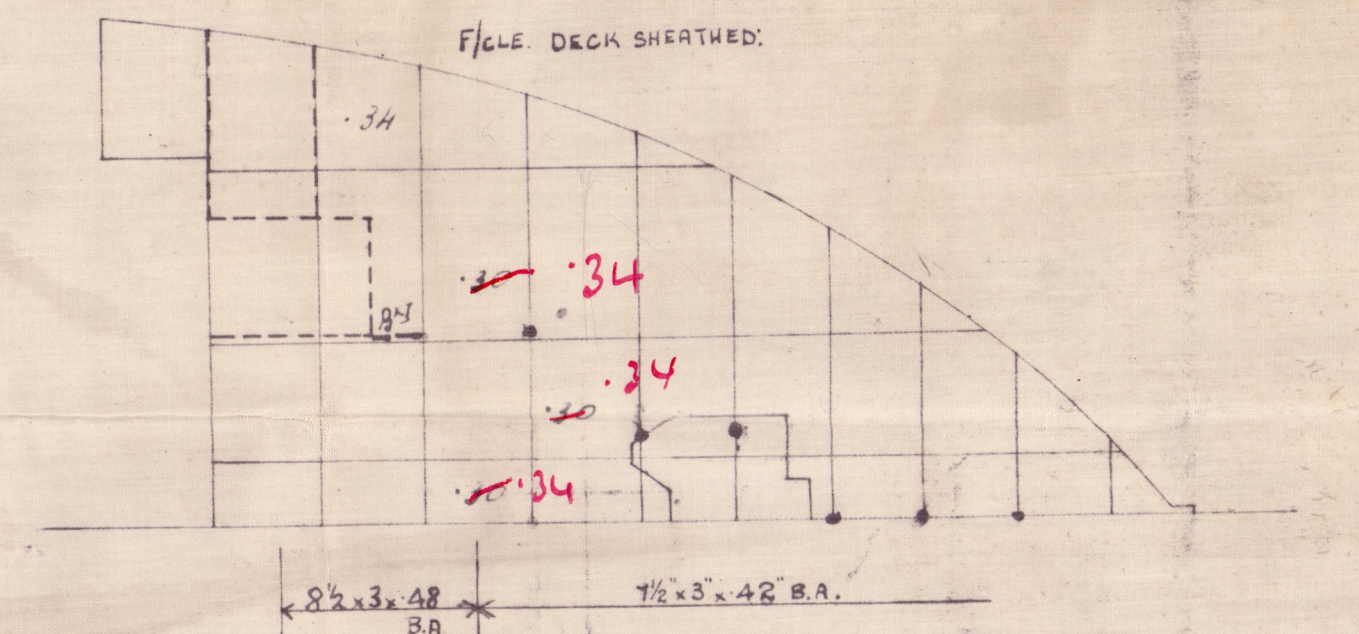 F/CLE. DECK SHEATHED:
.34
.30 .34
.34
.30
.30 .34
8½ x 3 x .48
B.A.
7½" x 3" x .42" B.A.